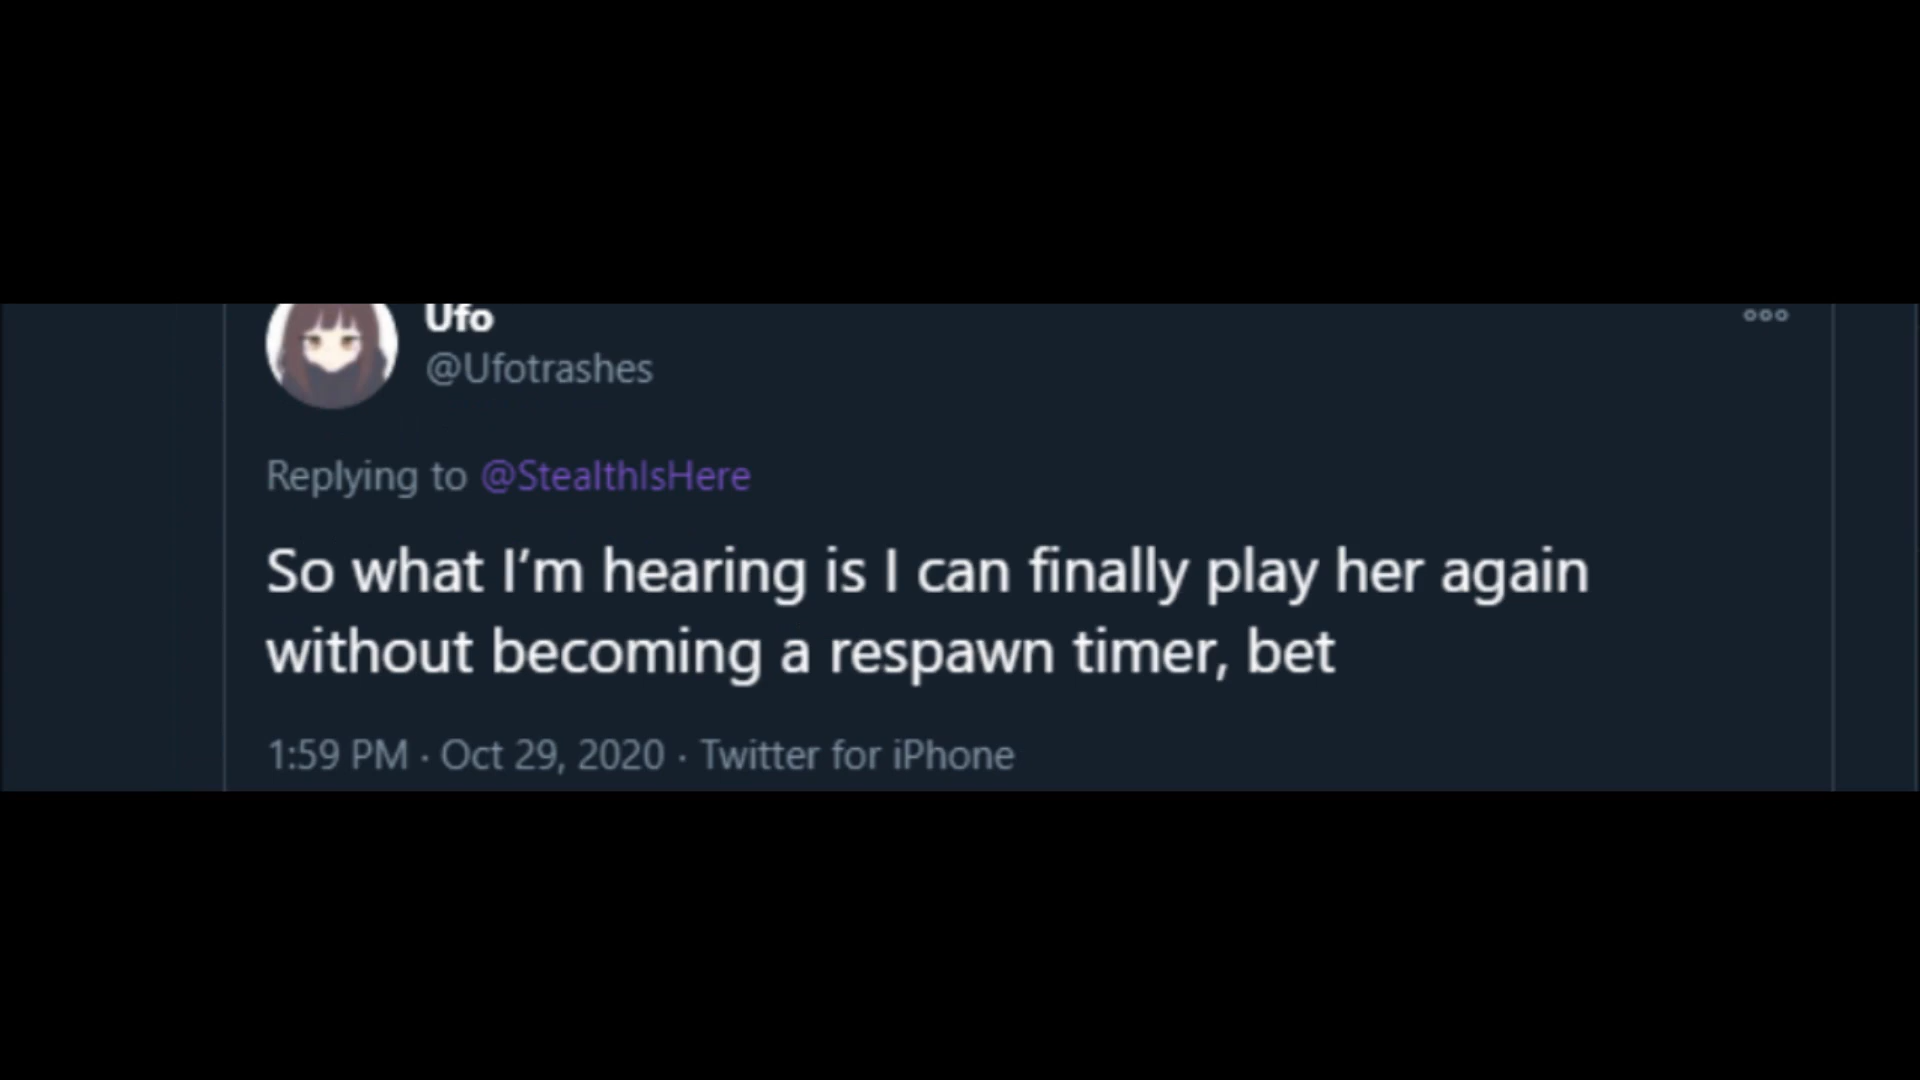 Ufo
@Ufotrashes
Replying to @StealthIsHere
So what I’m hearing is I can finally play her again
without becoming a respawn timer, bet
1:59 PM · Oct 29, 2020 · Twitter for iPhone